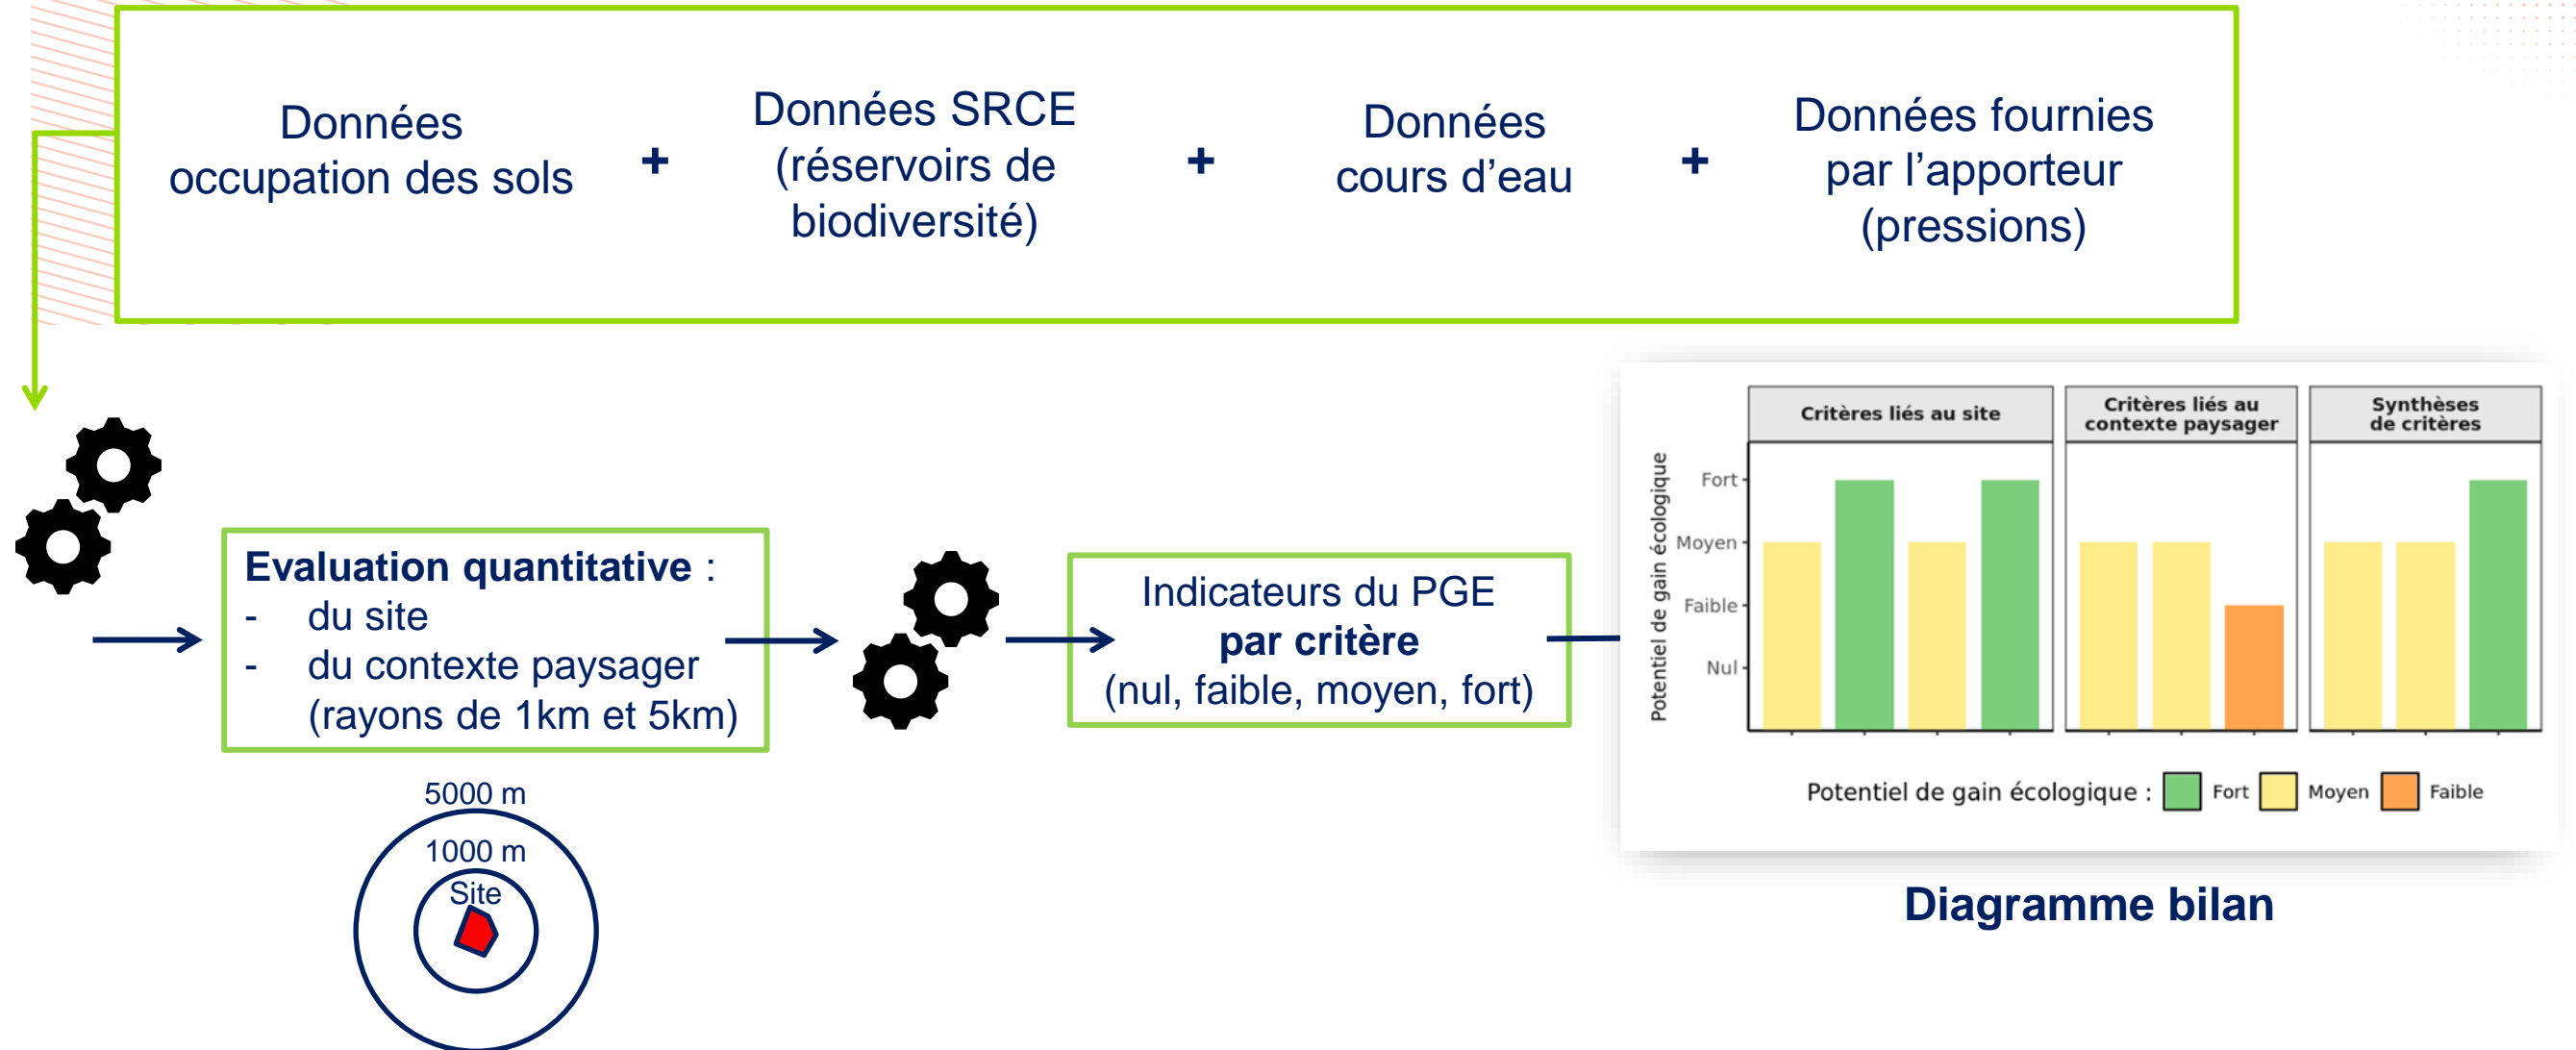 Données
occupation des sols
+
Données SRCE
(réservoirs de
biodiversité)
+
Données
cours d'eau
+
Données fournies
par l’apporteur
(pressions)
Evaluation quantitative :
- du site
- du contexte paysager
(rayons de 1km et 5km)
5000 m
1000 m
Site
Indicateurs du PGE
par critère
(nul, faible, moyen, fort)
Critères liés au site
Critères liés au
contexte paysager
Synthèses
de critères
Potentiel de gain écologique
Fort
Moyen
Faible
Nul
Potentiel de gain écologique : Fort Moyen Faible
Diagramme bilan